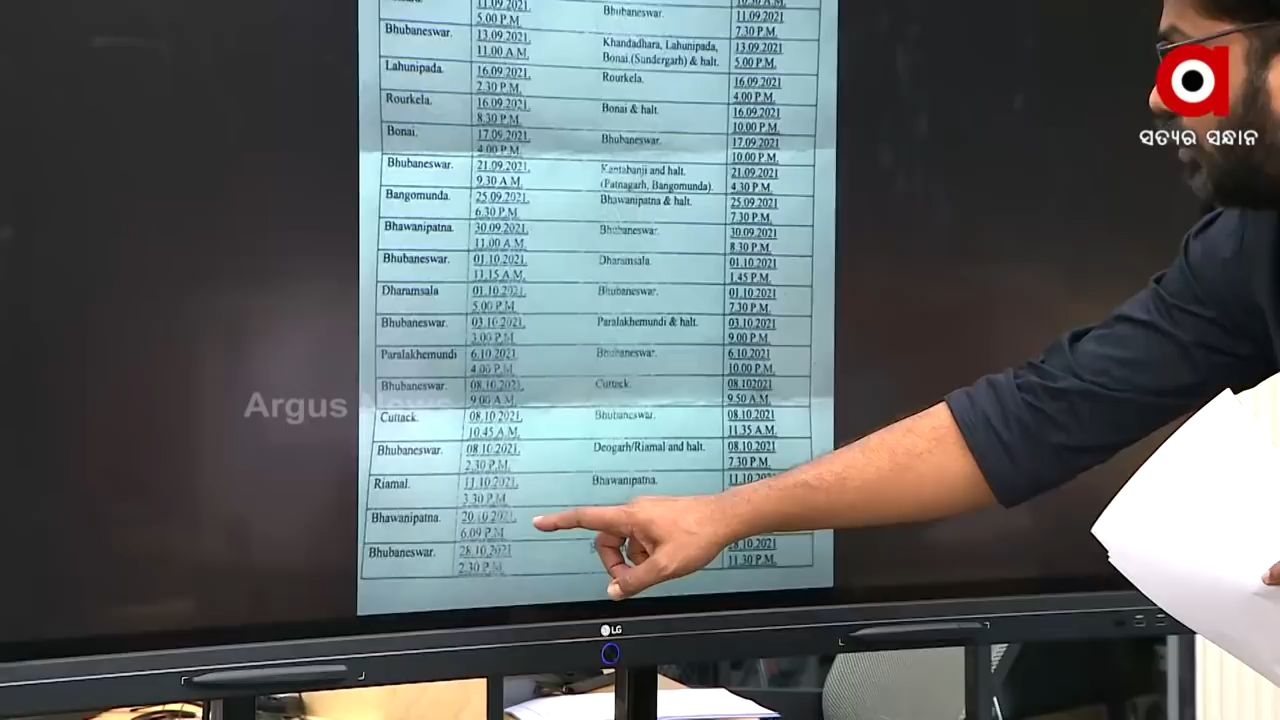 11.09.2021. Bhubaneswar. 11.09.2021
5.00 P.M. 7.30 P.M.
Bhubaneswar. 13.09.2021. Khandadhara, Lahunipada, 13.09.2021
11.00 A.M. Bonai.(Sundergarh) & halt. 5.00 P.M.
Lahunipada. 16.09.2021. Rourkela. 16.09.2021
2.30 P.M. 4.00 P.M.
Rourkela. 16.09.2021. Bonai & halt. 16.09.2021
8.30 P.M. 10.00 P.M.
Bonai. 17.09.2021. Bhubaneswar. 17.09.2021
4.00 P.M. 10.00 P.M.
Bhubaneswar. 21.09.2021. Kantabanji and halt. 21.09.2021
9.30 A.M. (Patnagarh, Bangomunda). 4.30 P.M.
Bangomunda. 25.09.2021. Bhawanipatna & halt. 25.09.2021
6.30 P.M. 7.30 P.M.
Bhawanipatna. 30.09.2021. Bhubaneswar. 30.09.2021
11.00 A.M. 8.30 P.M.
Bhubaneswar. 01.10.2021. Dharamsala. 01.10.2021
11.15 A.M. 1.45 P.M.
Dharamsala 01.10.2021. Bhubaneswar. 01.10.2021
5.00 P.M 7.30 P.M.
Bhubaneswar. 03.10.2021. Paralakhemundi & halt. 03.10.2021
3.00 P.M 9.00 P.M.
Paralakhemundi 6.10.2021. Bhubaneswar. 6.10.2021
4.00 P.M. 10.00 P.M.
Bhubaneswar. 08.10.2021. Cuttack. 08.102021
9.00 A.M. 9.50 A.M.
Cuttack. 08.10.2021. Bhubaneswar. 08.10.2021
10.45 A.M. 11.35 A.M.
Bhubaneswar. 08.10.2021. Deogarh/Riamal and halt. 08.10.2021
2.30 P.M. 7.30 P.M.
Riamal. 11.10.2021. Bhawanipatna.
3.30 P.M
Bhawanipatna. 20.10.2021.
6.09 P.M
Bhubaneswar. 28.10.2021
2.30 P.M. 11.30 P.M.
Argus News
a
ସତ୍ୟର ସନ୍ଧାନ
LG